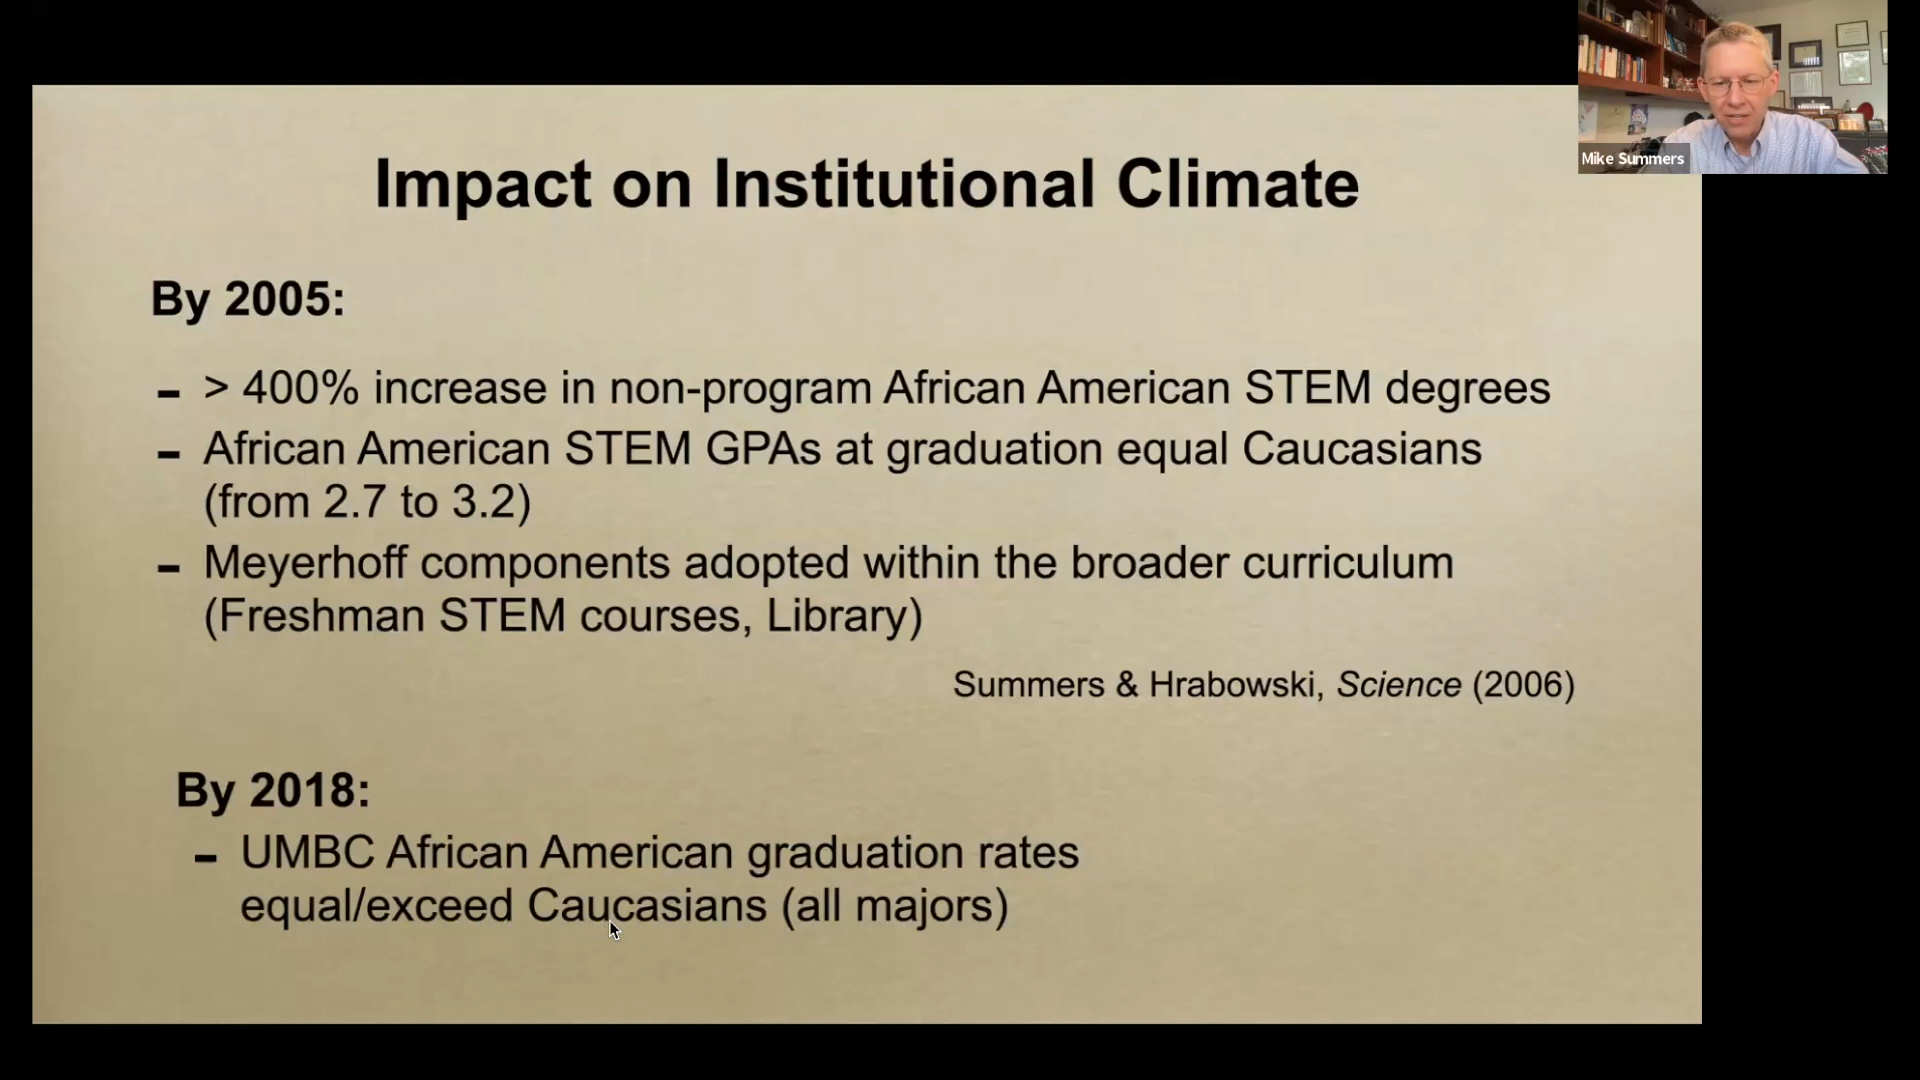 Mike Summers
Impact on Institutional Climate
By 2005:
- > 400% increase in non-program African American STEM degrees
- African American STEM GPAs at graduation equal Caucasians
(from 2.7 to 3.2)
- Meyerhoff components adopted within the broader curriculum
(Freshman STEM courses, Library)
Summers & Hrabowski, Science (2006)
By 2018:
- UMBC African American graduation rates
equal/exceed Caucasians (all majors)